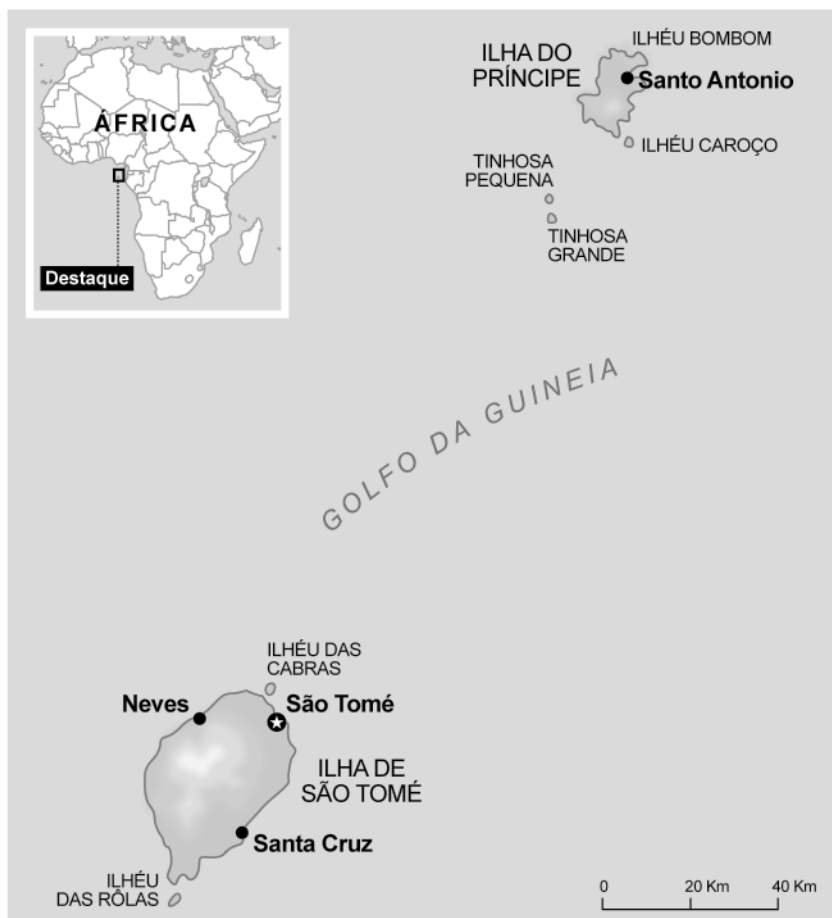 ÁFRICA
Destaque
ILHA DO
PRÍNCIPE
ILHÉU BOMBOM
Santo Antonio
ILHÉU CAROÇO
TINHOSA
PEQUENA
TINHOSA
GRANDE
GOLFO DA GUINEIA
ILHÉU DAS
CABRAS
Neves
São Tomé
ILHA DE
SÃO TOMÉ
Santa Cruz
ILHÉU
DAS RÔLAS
0 20 Km 40 Km